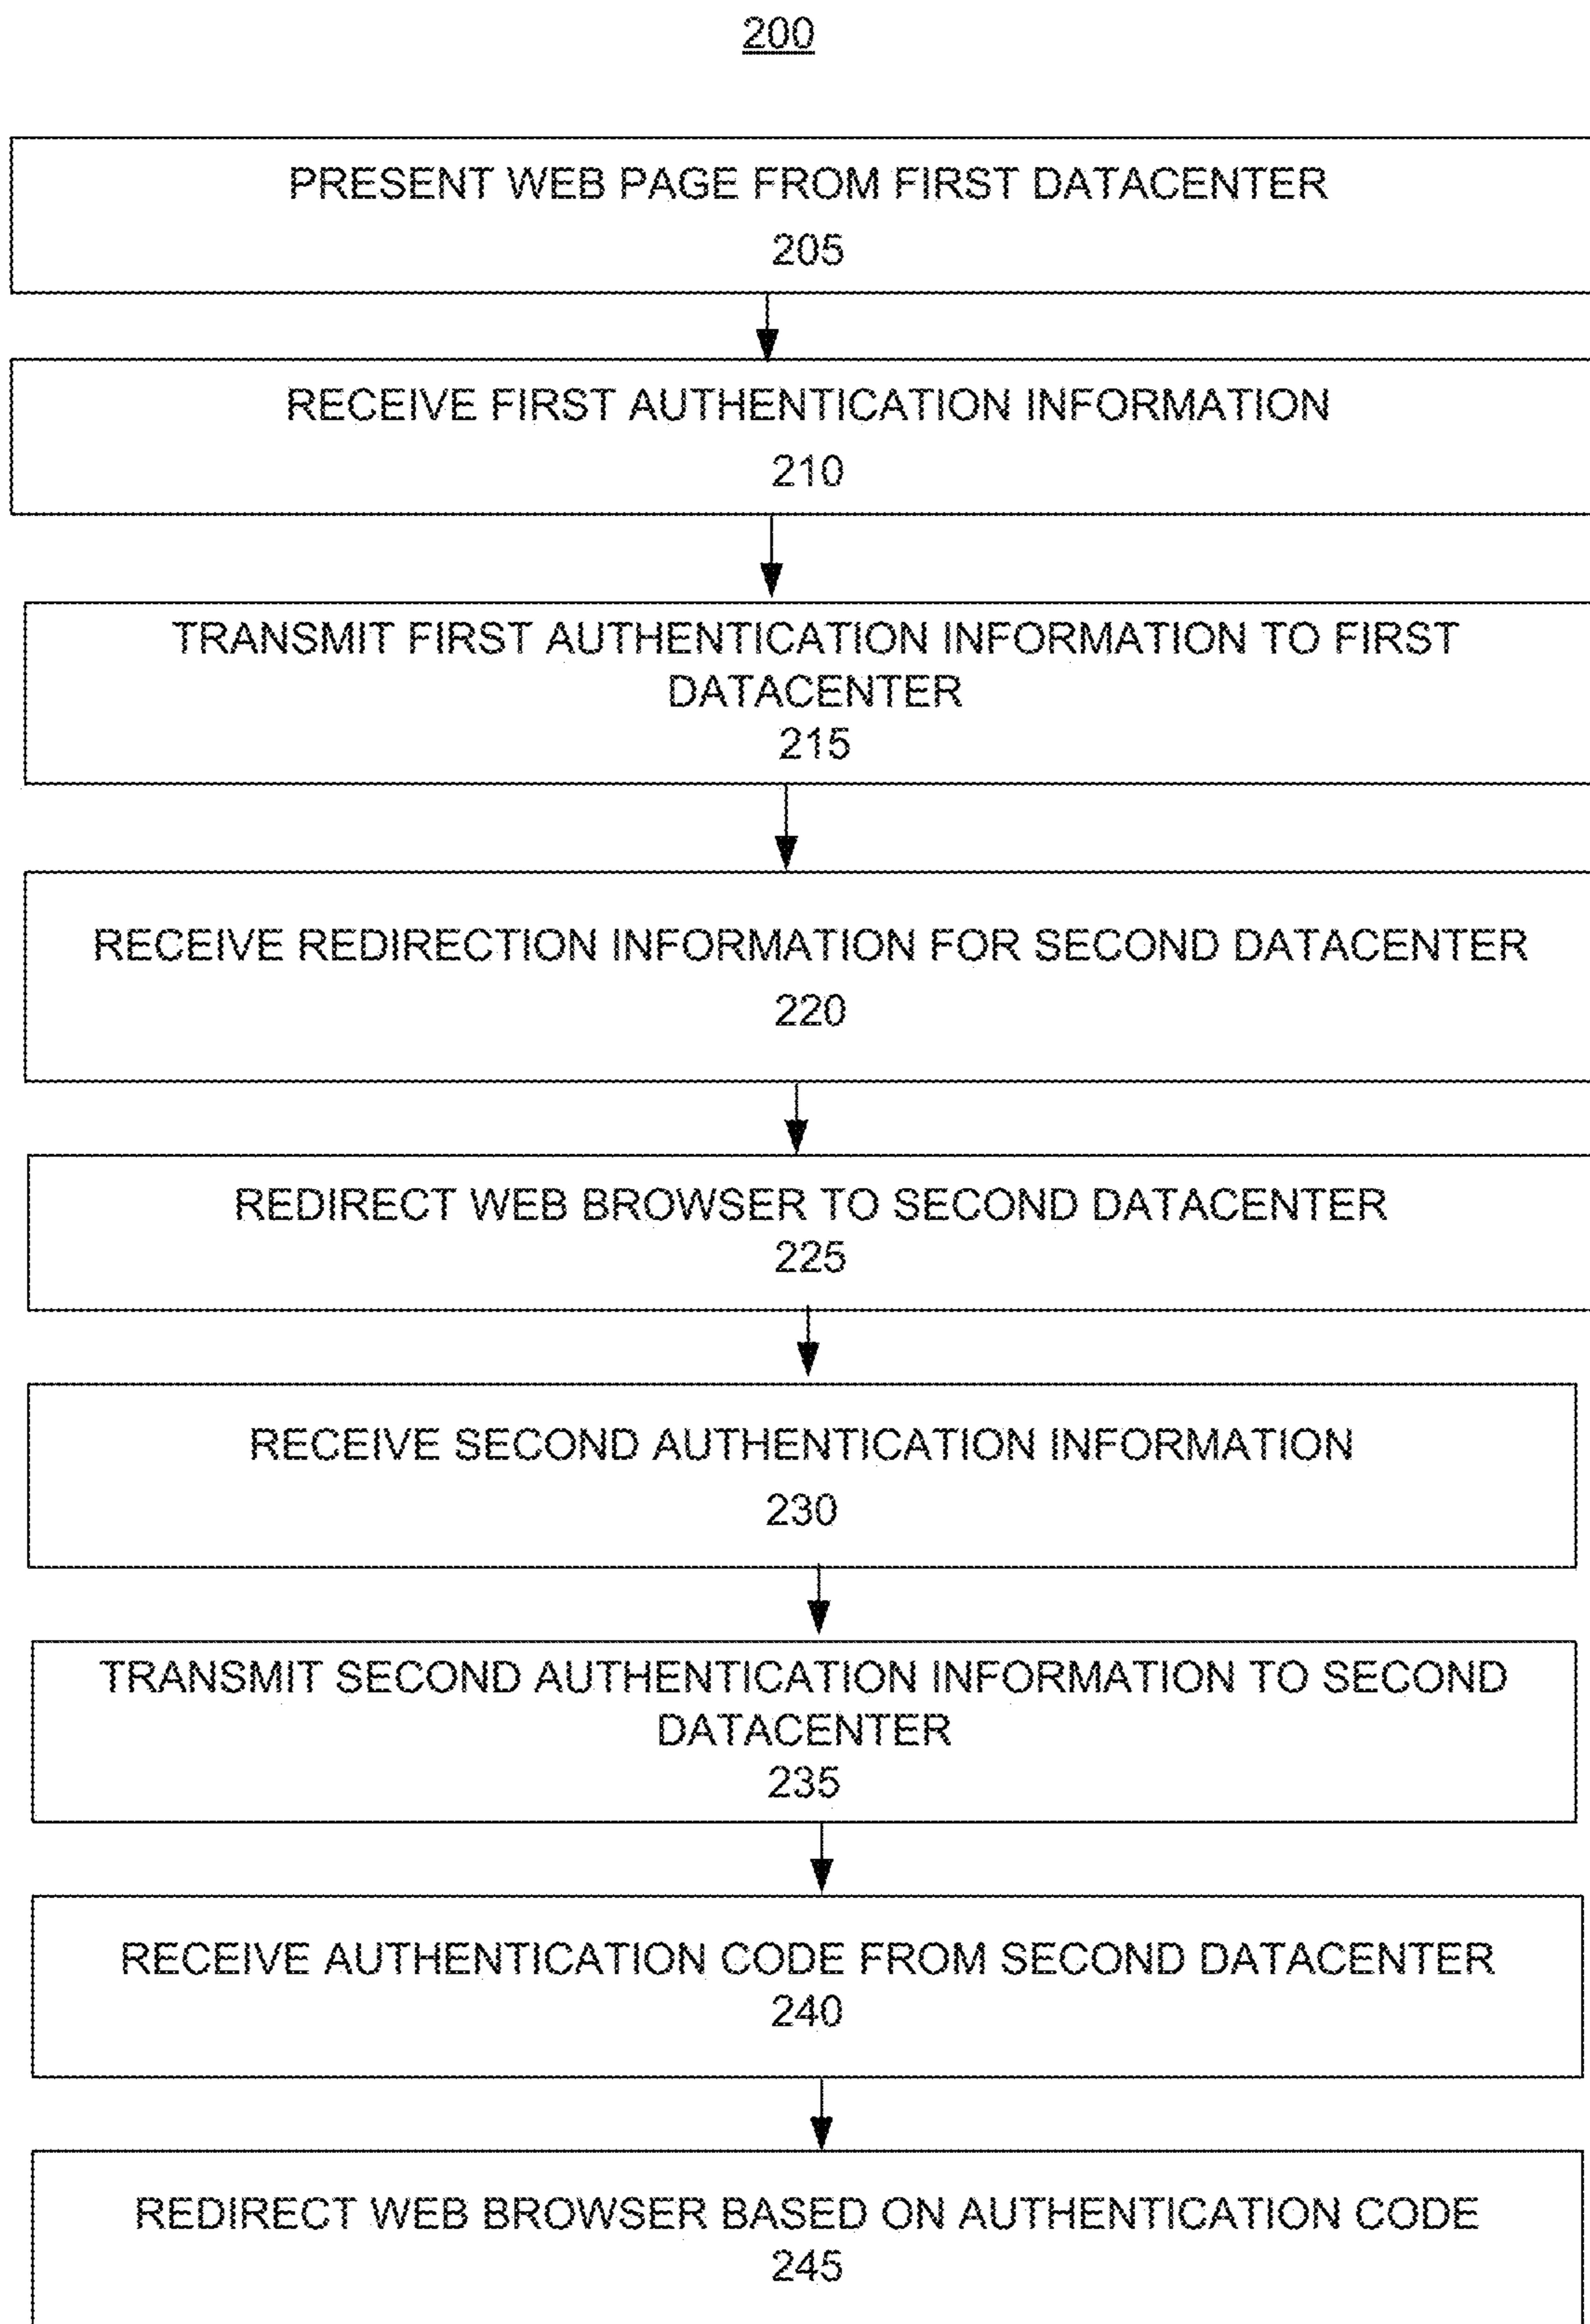 200
PRESENT WEB PAGE FROM FIRST DATACENTER
205
RECEIVE FIRST AUTHENTICATION INFORMATION
210
TRANSMIT FIRST AUTHENTICATION INFORMATION TO FIRST
DATACENTER
215
RECEIVE REDIRECTION INFORMATION FOR SECOND DATACENTER
220
REDIRECT WEB BROWSER TO SECOND DATACENTER
225
RECEIVE SECOND AUTHENTICATION INFORMATION
230
TRANSMIT SECOND AUTHENTICATION INFORMATION TO SECOND
DATACENTER
235
RECEIVE AUTHENTICATION CODE FROM SECOND DATACENTER
240
REDIRECT WEB BROWSER BASED ON AUTHENTICATION CODE
245